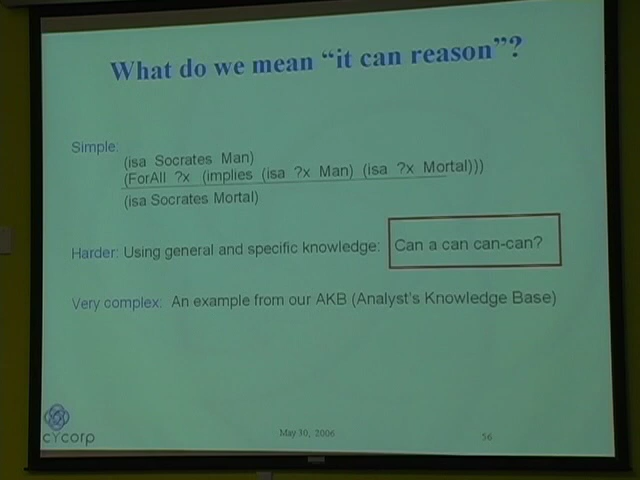 What do we mean “it can reason”?
Simple:
(isa Socrates Man)
(ForAll ?x (implies (isa ?x Man) (isa ?x Mortal)))
(isa Socrates Mortal)
Harder: Using general and specific knowledge: Can a can can-can?
Very complex: An example from our AKB (Analyst's Knowledge Base)
cycorp
May 30, 2006
56